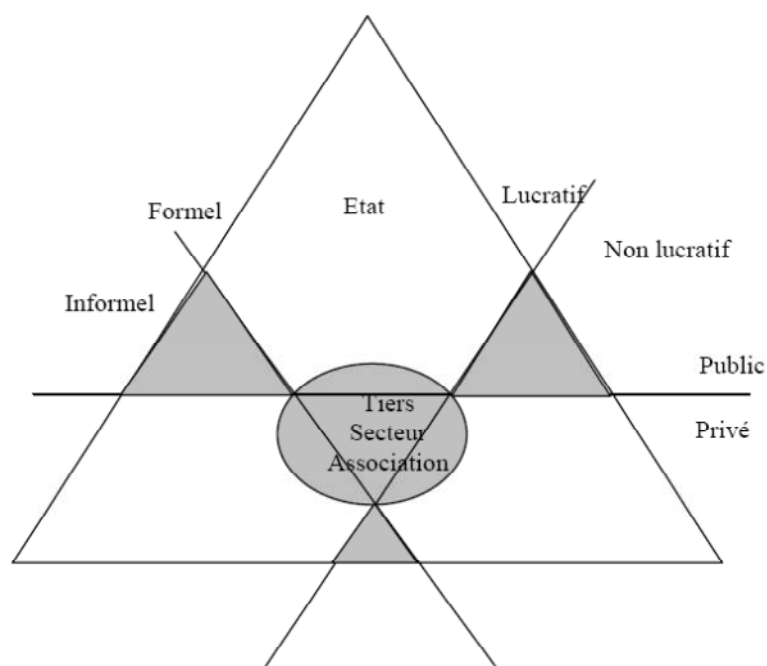 Etat
Lucratif
Formel
Non lucratif
Informel
Public
Tiers
Secteur
Association
Privé